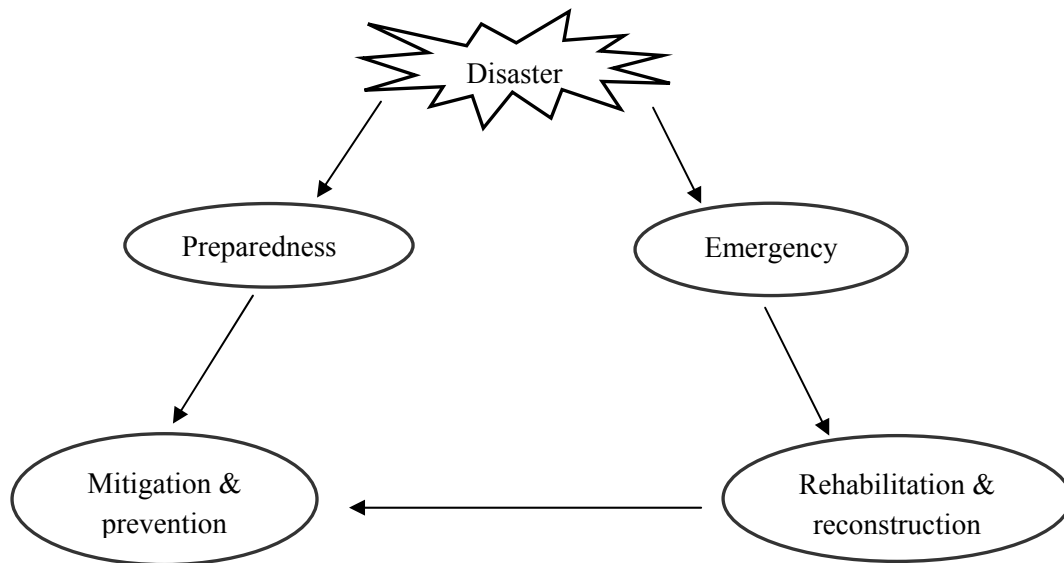 Disaster
Preparedness
Emergency
Mitigation &
prevention
Rehabilitation &
reconstruction